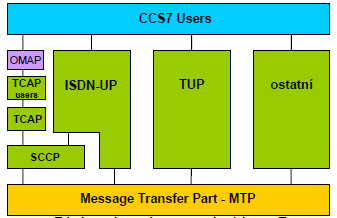 CCS7 Users
OMAP
TCAP
users
TCAP
SCCP
ISDN-UP
TUP
ostatní
Message Transfer Part - MTP